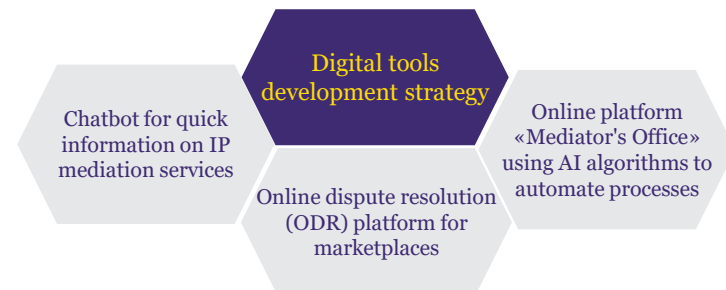 Digital tools
development strategy
Chatbot for quick
information on IP
mediation services
Online dispute resolution
(ODR) platform for
marketplaces
Online platform
«Mediator's Office»
using AI algorithms to
automate processes